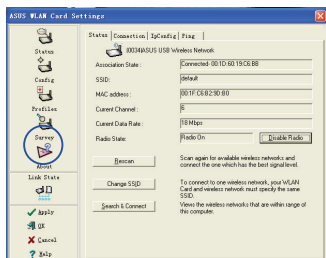 ASUS WLAN Card Settings
Status
Config
Profiles
Survey
About
Link State
Apply
OK
Cancel
Help
Status Connection IpConfig Ping
[0034]ASUS USB Wireless Network
Association State: Connected- 00:1D:60:19:C6:BB
SSID: default
MAC address: 00:1F:C6:B2:9D:B0
Current Channel: 6
Current Data Rate: 18 Mbps
Radio State: Radio On Disable Radio
Rescan Scan again for available wireless networks and
connect the one which has the best signal level.
Change SSID To connect to one wireless network, your WLAN
Card and wireless network must specify the same
SSID.
Search & Connect Views the wireless networks that are within range of
this computer.